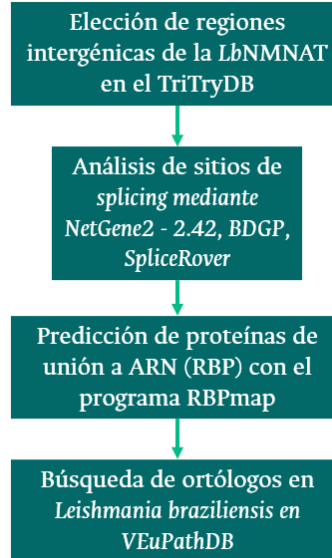 Elección de regiones
intergénicas de la LbNMNAT
en el TriTryDB
Análisis de sitios de
splicing mediante
NetGene2 - 2.42, BDGP,
SpliceRover
Predicción de proteínas de
unión a ARN (RBP) con el
programa RBPmap
Búsqueda de ortólogos en
Leishmania braziliensis en
VEuPathDB